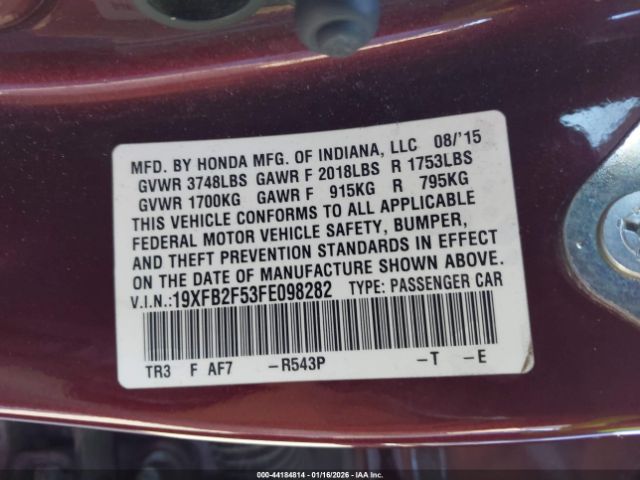 MFD. BY HONDA MFG. OF INDIANA, LLC 08/'15
GVWR 3748LBS GAWR F 2018LBS R 1753LBS
GVWR 1700KG GAWR F 915KG R 795KG
THIS VEHICLE CONFORMS TO ALL APPLICABLE
FEDERAL MOTOR VEHICLE SAFETY, BUMPER,
AND THEFT PREVENTION STANDARDS IN EFFECT
ON THE DATE OF MANUFACTURE SHOWN ABOVE.
V.I.N.:19XFB2F53FE098282 TYPE: PASSENGER CAR
TR3 F AF7 -R543P -T -E
000-44184814 | 01/16/2026 - IAA Inc. Copyright